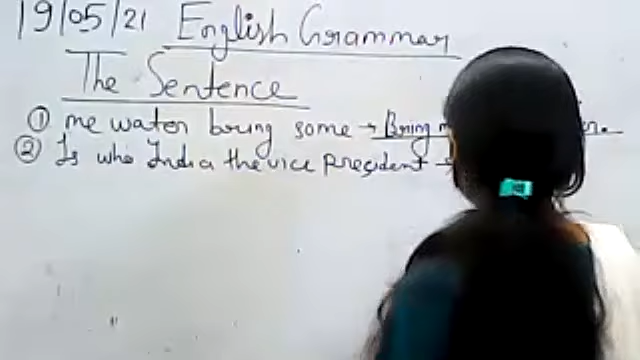 19/05/21 English Grammar
The Sentence
① me water bring some → Bring
② Is who India the vice President →